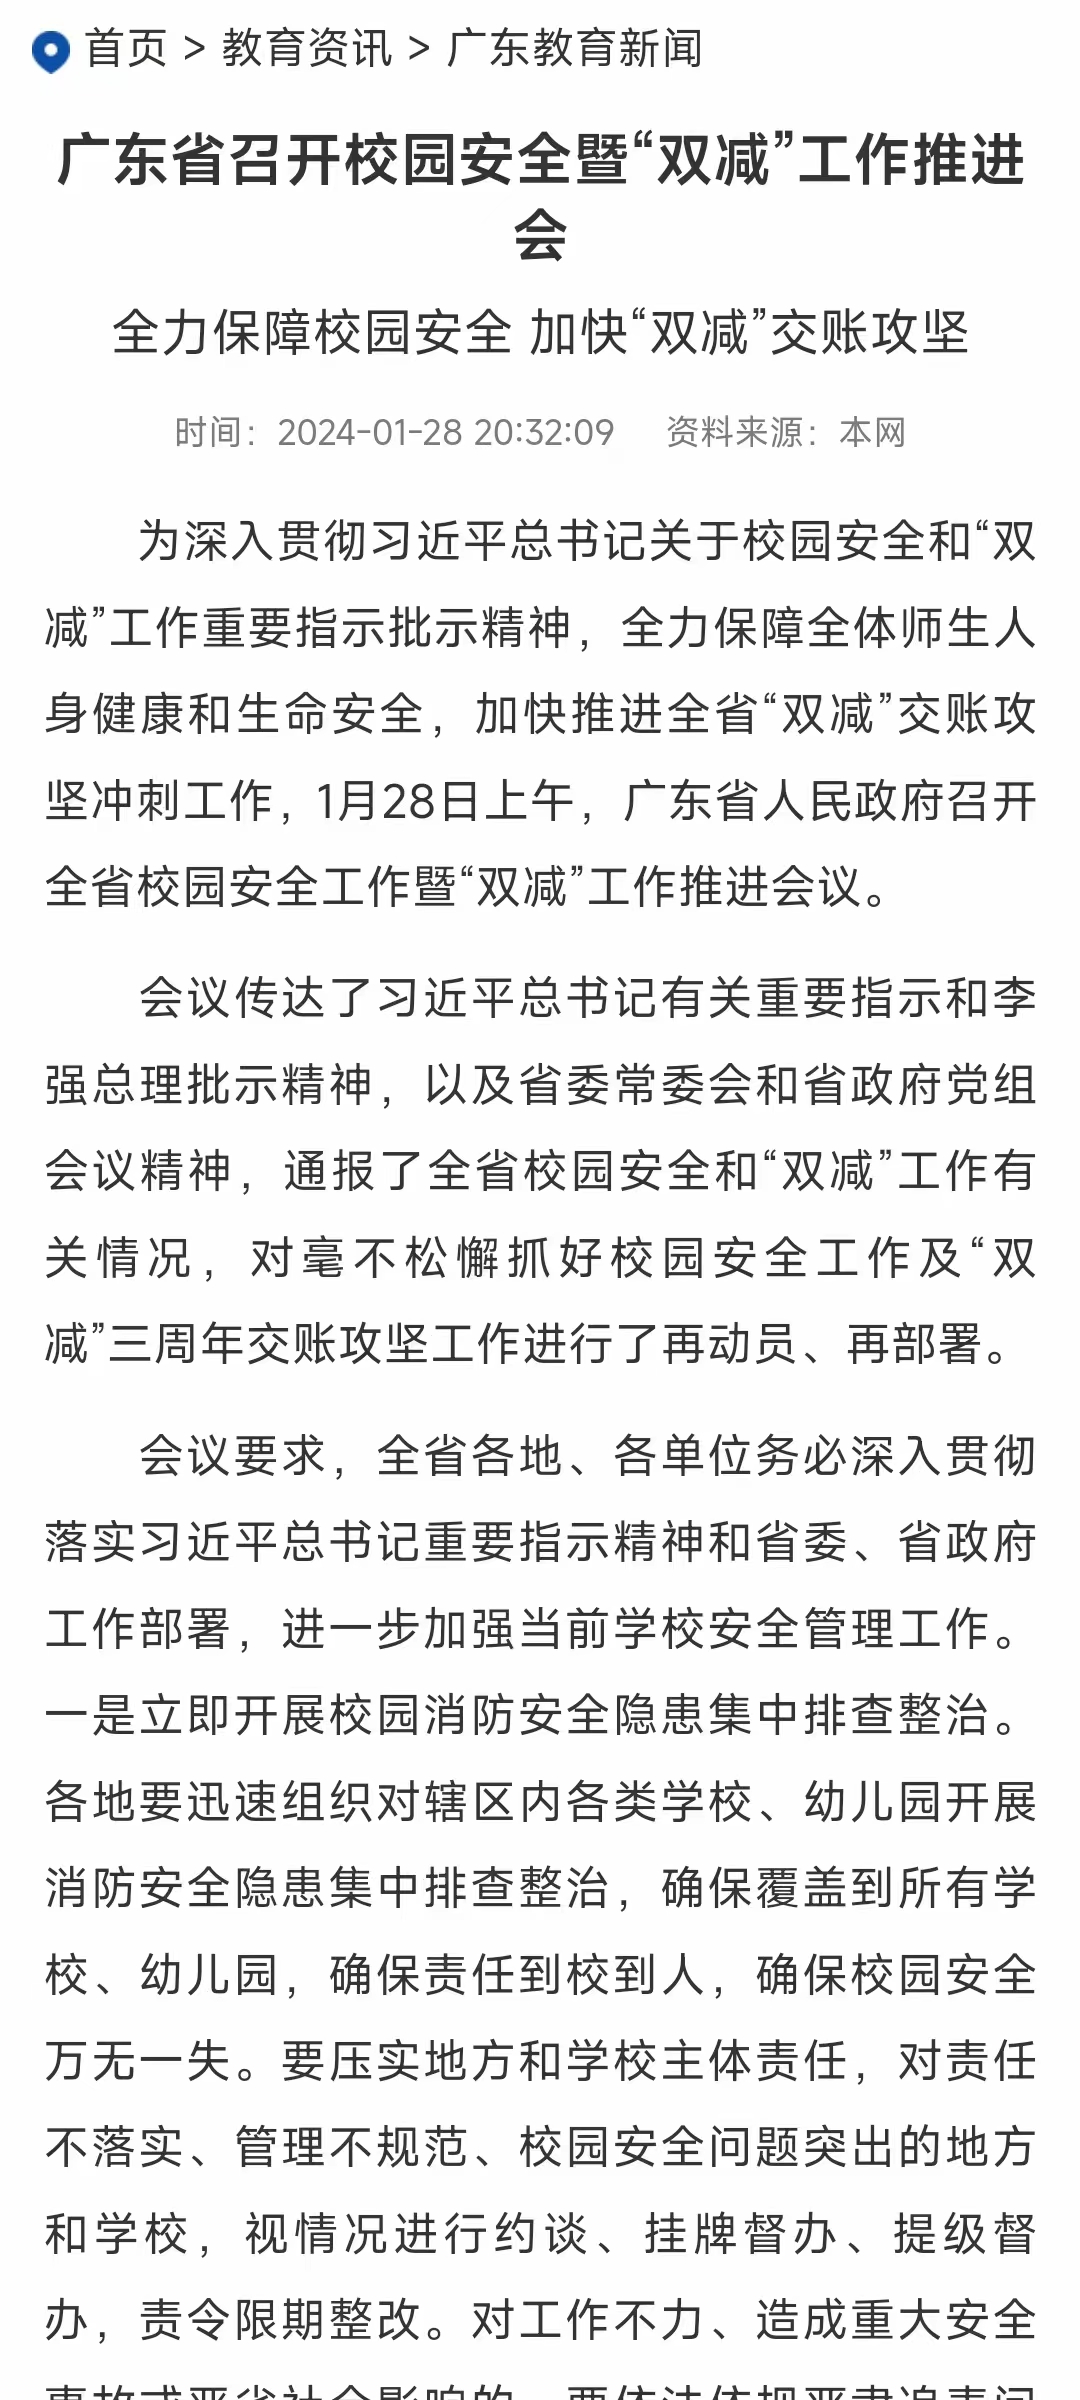 首页 > 教育资讯 > 广东教育新闻
广东省召开校园安全暨“双减”工作推进
会
全力保障校园安全 加快“双减”交账攻坚
时间：2024-01-28 20:32:09 资料来源：本网
为深入贯彻习近平总书记关于校园安全和“双
减”工作重要指示批示精神，全力保障全体师生人
身健康和生命安全，加快推进全省“双减”交账攻
坚冲刺工作，1月28日上午，广东省人民政府召开
全省校园安全工作暨“双减”工作推进会议。
会议传达了习近平总书记有关重要指示和李
强总理批示精神，以及省委常委会和省政府党组
会议精神，通报了全省校园安全和“双减”工作有
关情况，对毫不松懈抓好校园安全工作及“双
减”三周年交账攻坚工作进行了再动员、再部署。
会议要求，全省各地、各单位务必深入贯彻
落实习近平总书记重要指示精神和省委、省政府
工作部署，进一步加强当前学校安全管理工作。
一是立即开展校园消防安全隐患集中排查整治。
各地要迅速组织对辖区内各类学校、幼儿园开展
消防安全隐患集中排查整治，确保覆盖到所有学
校、幼儿园，确保责任到校到人，确保校园安全
万无一失。要压实地方和学校主体责任，对责任
不落实、管理不规范、校园安全问题突出的地方
和学校，视情况进行约谈、挂牌督办、提级督
办，责令限期整改。对工作不力、造成重大安全